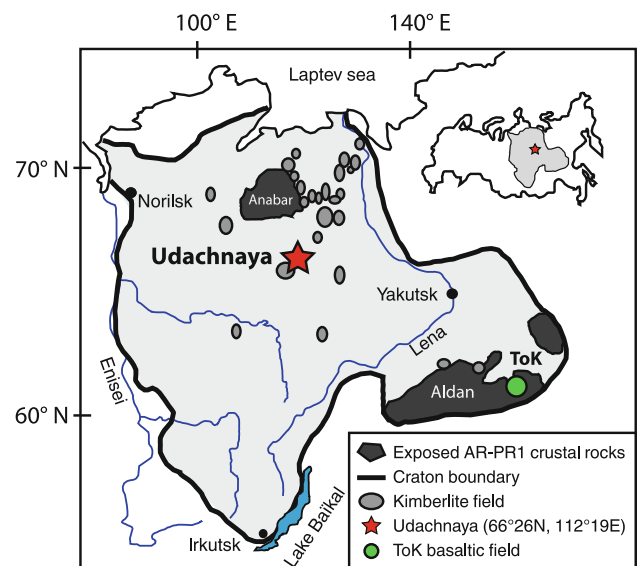 100° E
140° E
Laptev sea
70° N
Norilsk
Anabar
Udachnaya
Yakutsk
Lena
ToK
Enisei
Aldan
60° N
Irkutsk
Lake Baïkal
Exposed AR-PR1 crustal rocks
Craton boundary
Kimberlite field
Udachnaya (66°26N, 112°19E)
ToK basaltic field